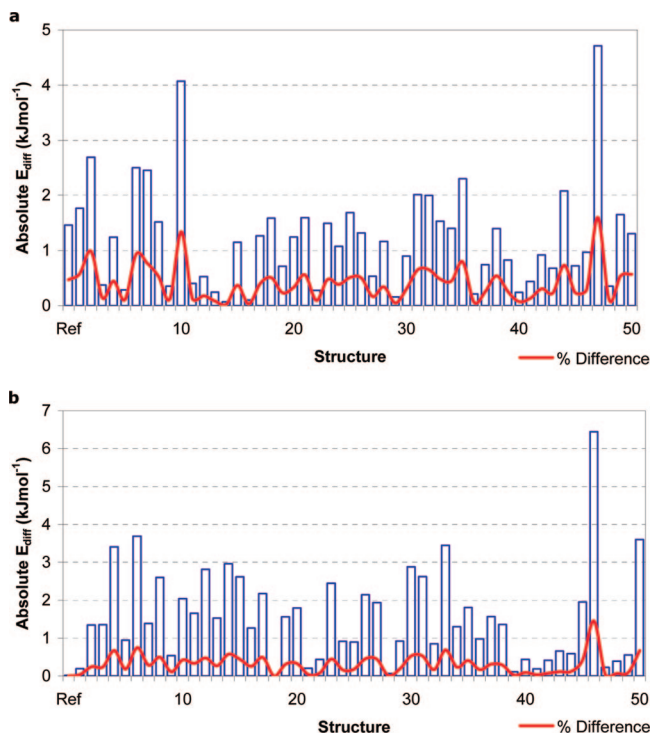 a
Absolute E_diff (kJmol⁻¹)
5
4
3
2
1
0
Ref 10 20 30 40 50
Structure
% Difference
b
Absolute E_diff (kJmol⁻¹)
7
6
5
4
3
2
1
0
Ref 10 20 30 40 50
Structure
% Difference